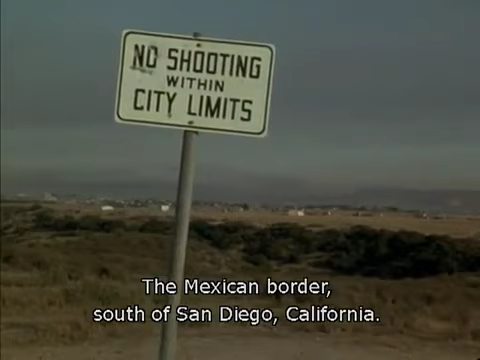 NO SHOOTING
WITHIN
CITY LIMITS
The Mexican border,
south of San Diego, California.